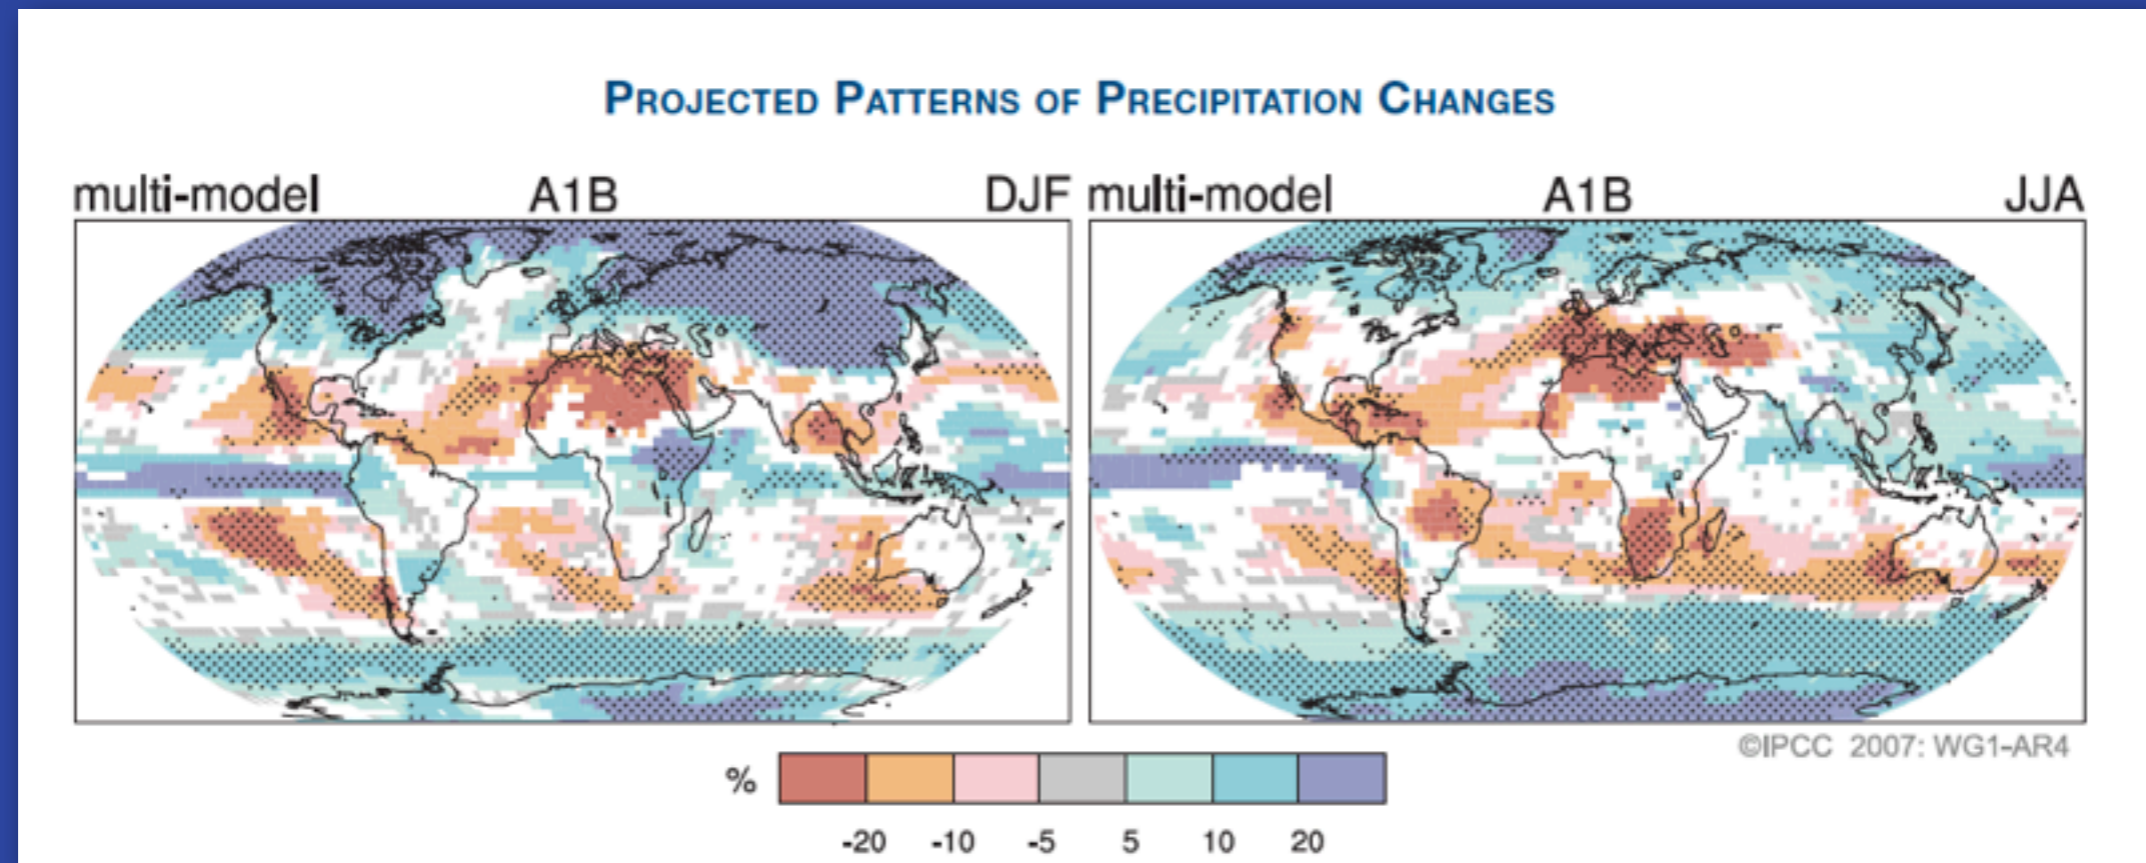 PROJECTED PATTERNS OF PRECIPITATION CHANGES
multi-model A1B DJF multi-model A1B JJA
©IPCC 2007: WG1-AR4
%
-20 -10 -5 5 10 20